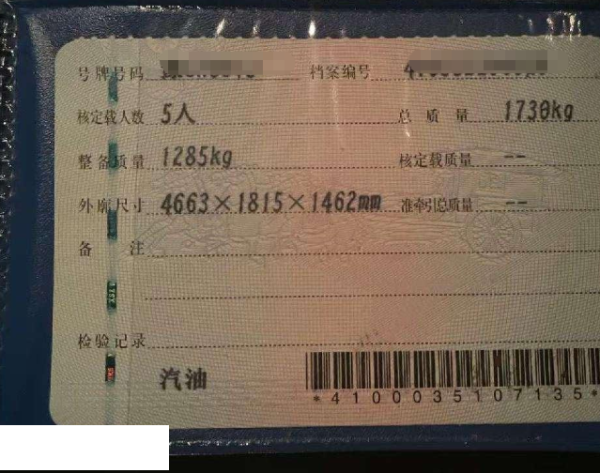 号牌号码 档案编号
核定载人数 5人 总质量 1730kg
整备质量 1285kg 核定载质量 --
外廓尺寸 4663×1815×1462mm 准牵引总质量 --
备注
检验记录
汽油
*4100035107135*